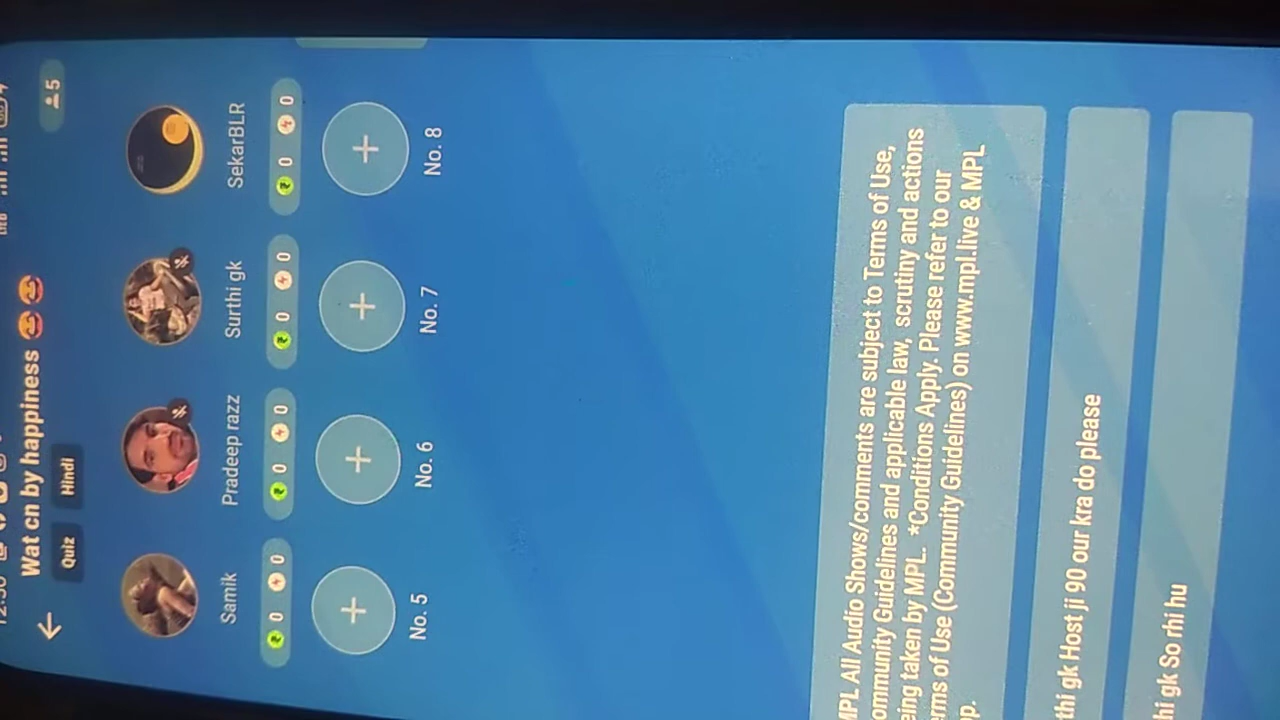 Wat cn by happiness 😎 😎
5
Quiz Hindi
Samik Pradeep razz Surthi gk SekarBLR
₹ 0 0 ₹ 0 0 ₹ 0 0 ₹ 0 0
No. 5 No. 6 No. 7 No. 8
MPL All Audio Shows/comments are subject to Terms of Use,
ommunity Guidelines and applicable law, scrutiny and actions
eing taken by MPL. *Conditions Apply. Please refer to our
erms of Use (Community Guidelines) on www.mpl.live & MPL
pp.
thi gk Host ji 90 our kra do please
hi gk So rhi hu